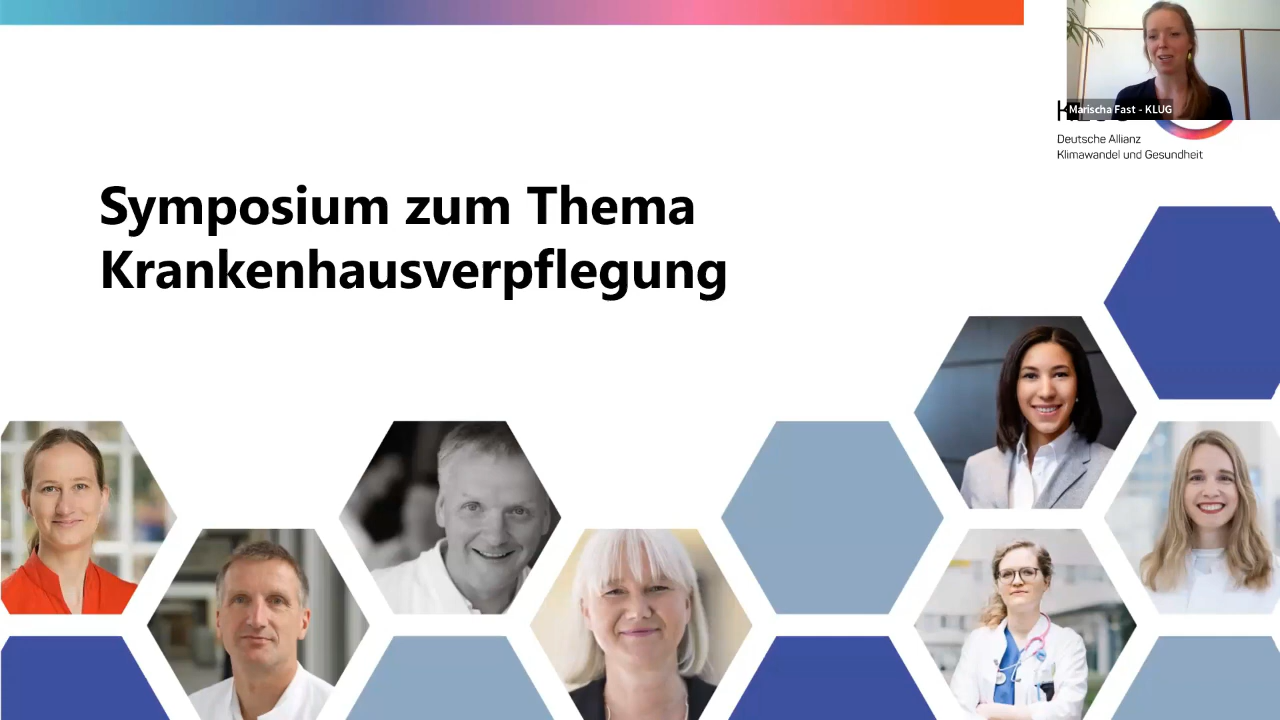 Marischa Fast - KLUG
Deutsche Allianz
Klimawandel und Gesundheit
Symposium zum Thema
Krankenhausverpflegung